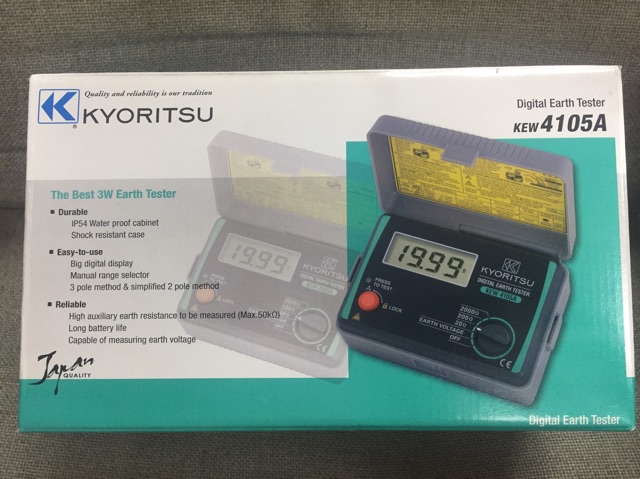 Quality and reliability is our tradition
KYORITSU
®
Digital Earth Tester
KEW 4105A
The Best 3W Earth Tester
■ Durable
IP54 Water proof cabinet
Shock resistant case
■ Easy-to-use
Big digital display
Manual range selector
3 pole method & simplified 2 pole method
■ Reliable
High auxiliary earth resistance to be measured (Max.50kΩ)
Long battery life
Capable of measuring earth voltage
Japan
QUALITY
19.99
LOCK
19.99
KYORITSU
DIGITAL EARTH TESTER
KEW 4105A
PRESS
TO TEST
LOCK
2000Ω
200Ω
20Ω
EARTH VOLTAGE
OFF
CE
Digital Earth Tester